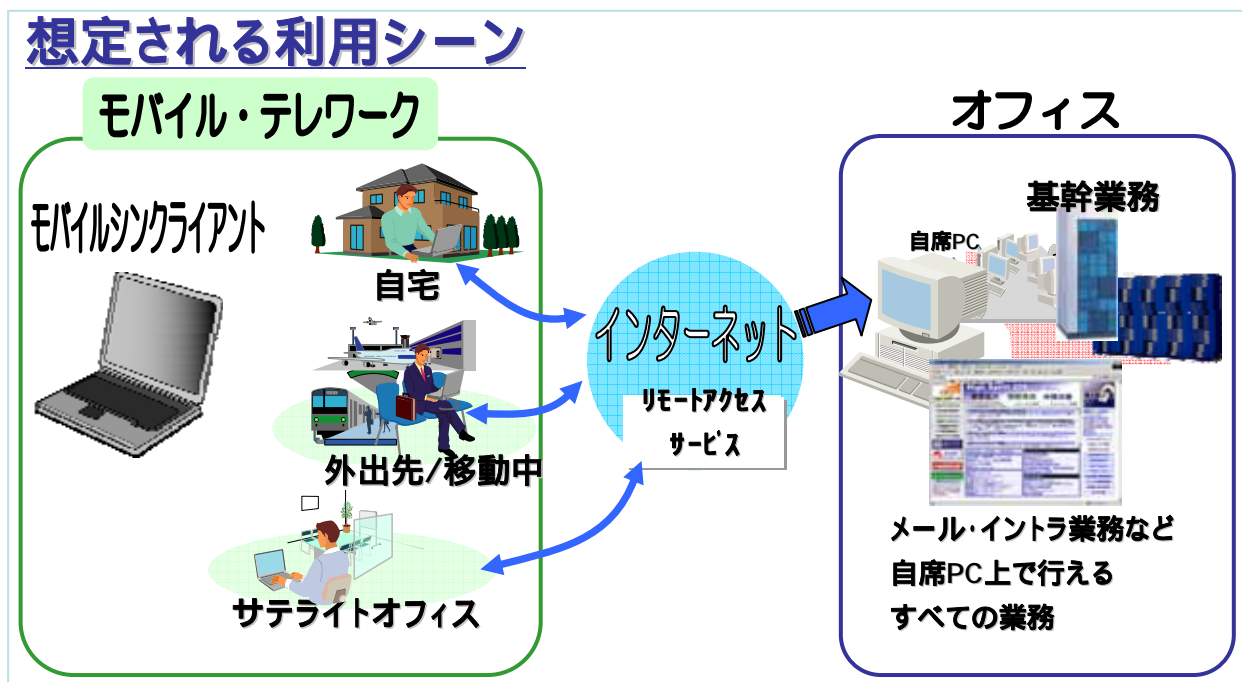 想定される利用シーン
モバイル・テレワーク
モバイルシンクライアント
自宅
外出先/移動中
サテライトオフィス
インターネット
リモートアクセス
サービス
オフィス
基幹業務
自席PC
メール・イントラ業務など
自席PC上で行える
すべての業務